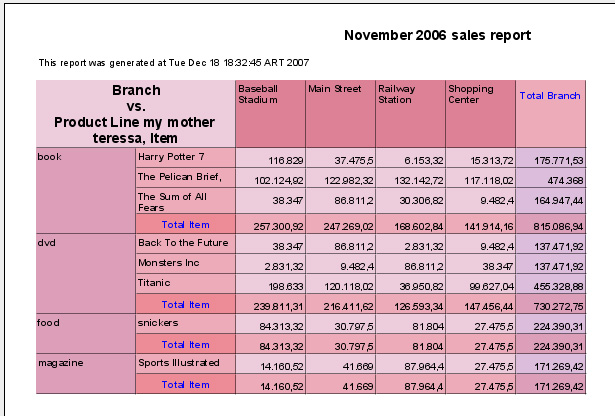 November 2006 sales report
This report was generated at Tue Dec 18 18:32:45 ART 2007
Branch vs. Product Line my mother teressa, Item Baseball Stadium Main Street Railway Station Shopping Center Total Branch
book Harry Potter 7 116.829 37.475,5 6.153,32 15.313,72 175.771,53
The Pelican Brief, 102.124,92 122.982,32 132.142,72 117.118,02 474.368
The Sum of All Fears 38.347 86.811,2 30.306,82 9.482,4 164.947,44
Total Item 257.300,92 247.269,02 168.602,84 141.914,16 815.086,94
dvd Back To the Future 38.347 86.811,2 2.831,32 9.482,4 137.471,92
Monsters Inc 2.831,32 9.482,4 86.811,2 38.347 137.471,92
Titanic 198.633 120.118,02 36.950,82 99.627,04 455.328,88
Total Item 239.811,31 216.411,62 126.593,34 147.456,44 730.272,75
food snickers 84.313,32 30.797,5 81.804 27.475,5 224.390,31
Total Item 84.313,32 30.797,5 81.804 27.475,5 224.390,31
magazine Sports Illustrated 14.160,52 41.669 87.964,4 27.475,5 171.269,42
Total Item 14.160,52 41.669 87.964,4 27.475,5 171.269,42